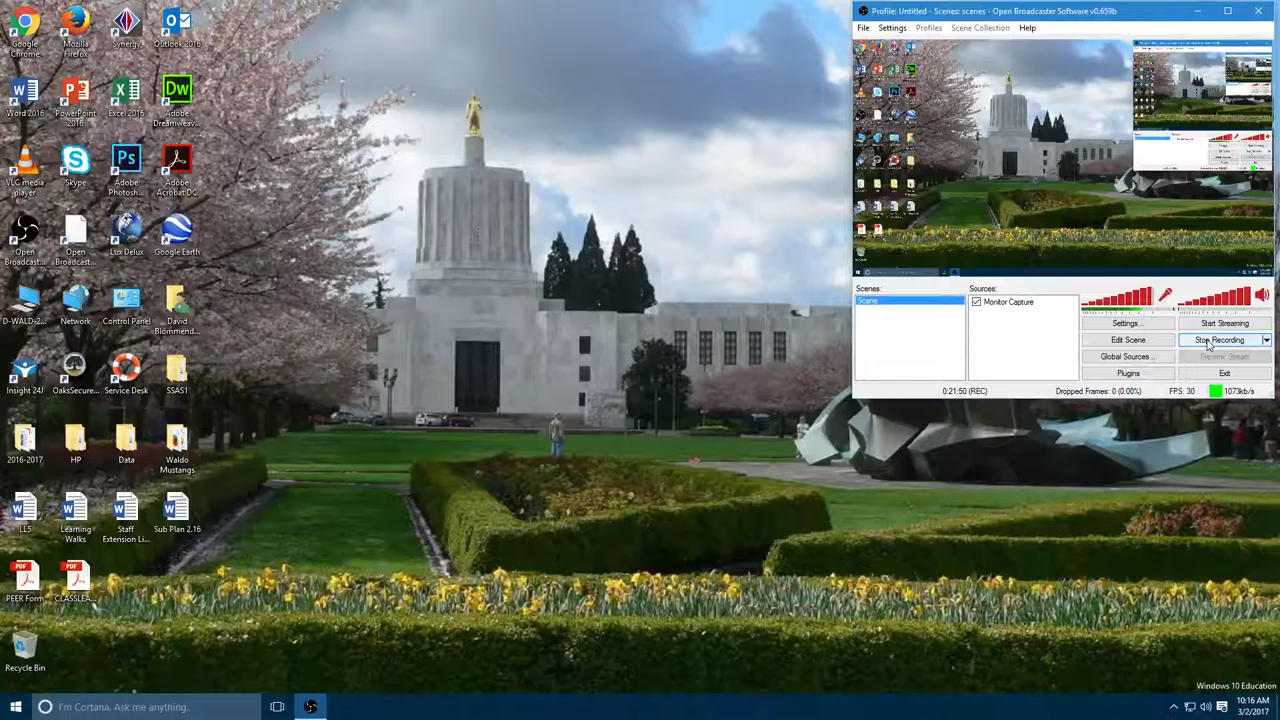 Profile: Untitled - Scenes: scenes - Open Broadcaster Software v0.659b
File Settings Profiles Scene Collection Help
Google Chrome
Mozilla Firefox
Synergy
Outlook 2016
Word 2016
PowerPoint 2016
Excel 2016
Adobe Dreamweav...
VLC media player
Skype
Adobe Photosh...
Adobe Acrobat DC
Open Broadcast...
Open Broadcast...
Lux Delux
Google Earth
D-WALD-2...
Network
Control Panel
David Blommend...
Insight 24J
OaksSecure...
Service Desk
SSAS1
2016-2017
HP
Data
Waldo Mustangs
LL5
Learning Walks
Staff Extension Li...
Sub Plan 2.16
PDF
PEER Form
PDF
CLASSLEA...
Recycle Bin
Scenes:
Scene
Sources:
Monitor Capture
Settings...
Start Streaming
Edit Scene
Stop Recording
Global Sources...
Preview Stream
Plugins
Exit
0:21:50 (REC)
Dropped Frames: 0 (0.00%)
FPS: 30
1073kb/s
Windows 10 Education
I'm Cortana. Ask me anything.
10:16 AM
3/2/2017